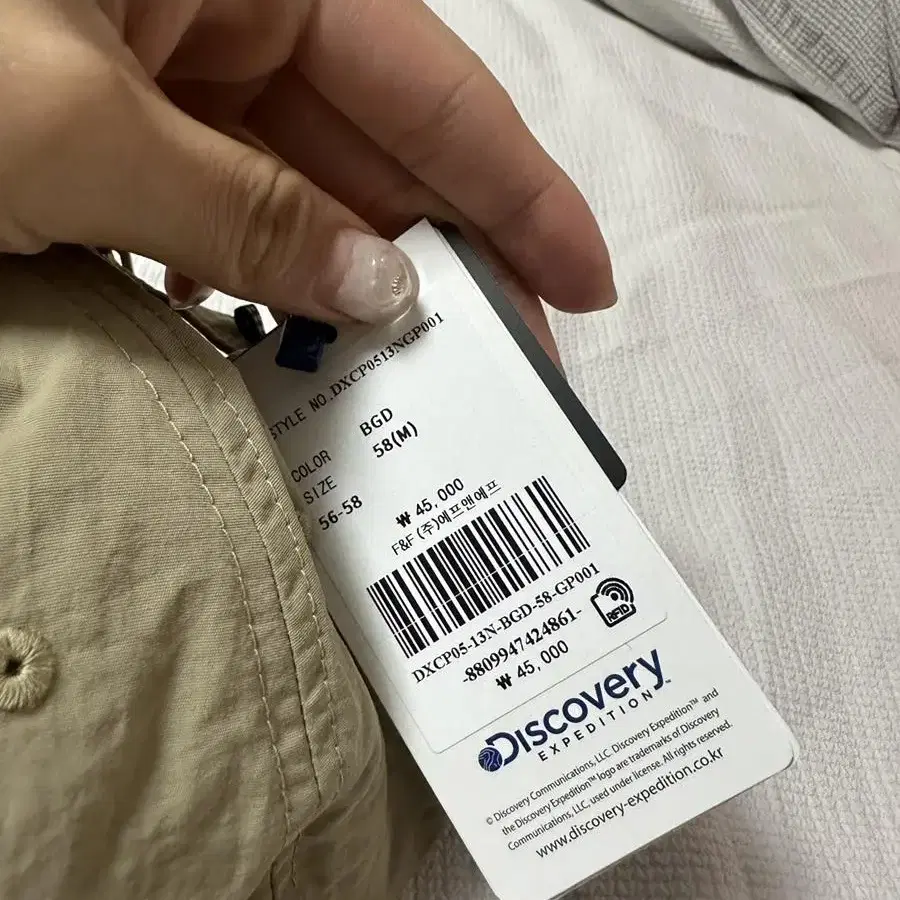 STYLE NO.DXCP0513NGP001
COLOR BGD
SIZE 58(M)
56-58
₩ 45,000
F&F (주)에프앤에프
DXCP05-13N-BGD-58-GP001
-8809947424861-
₩ 45,000
RFID
Discovery™
EXPEDITION
© Discovery Communications, LLC. Discovery Expedition™ and
the Discovery Expedition™ logo are trademarks of Discovery
Communications, LLC, used under license. All rights reserved.
www.discovery-expedition.co.kr